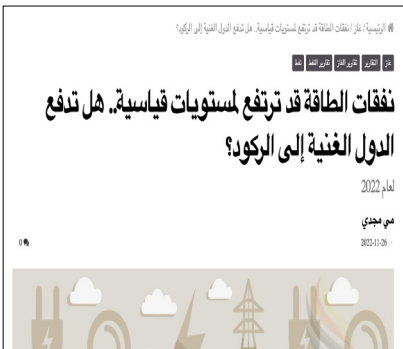 الرئيسية/ غاز / نفقات الطاقة قد ترتفع لمستويات قياسية.. هل تدفع الدول الغنية إلى الركود؟
غاز التقارير تقارير الغاز تقارير النفط نفط
نفقات الطاقة قد ترتفع لمستويات قياسية.. هل تدفع
الدول الغنية إلى الركود؟
لعام 2022
مي مجدي
2022-11-26 ·
0